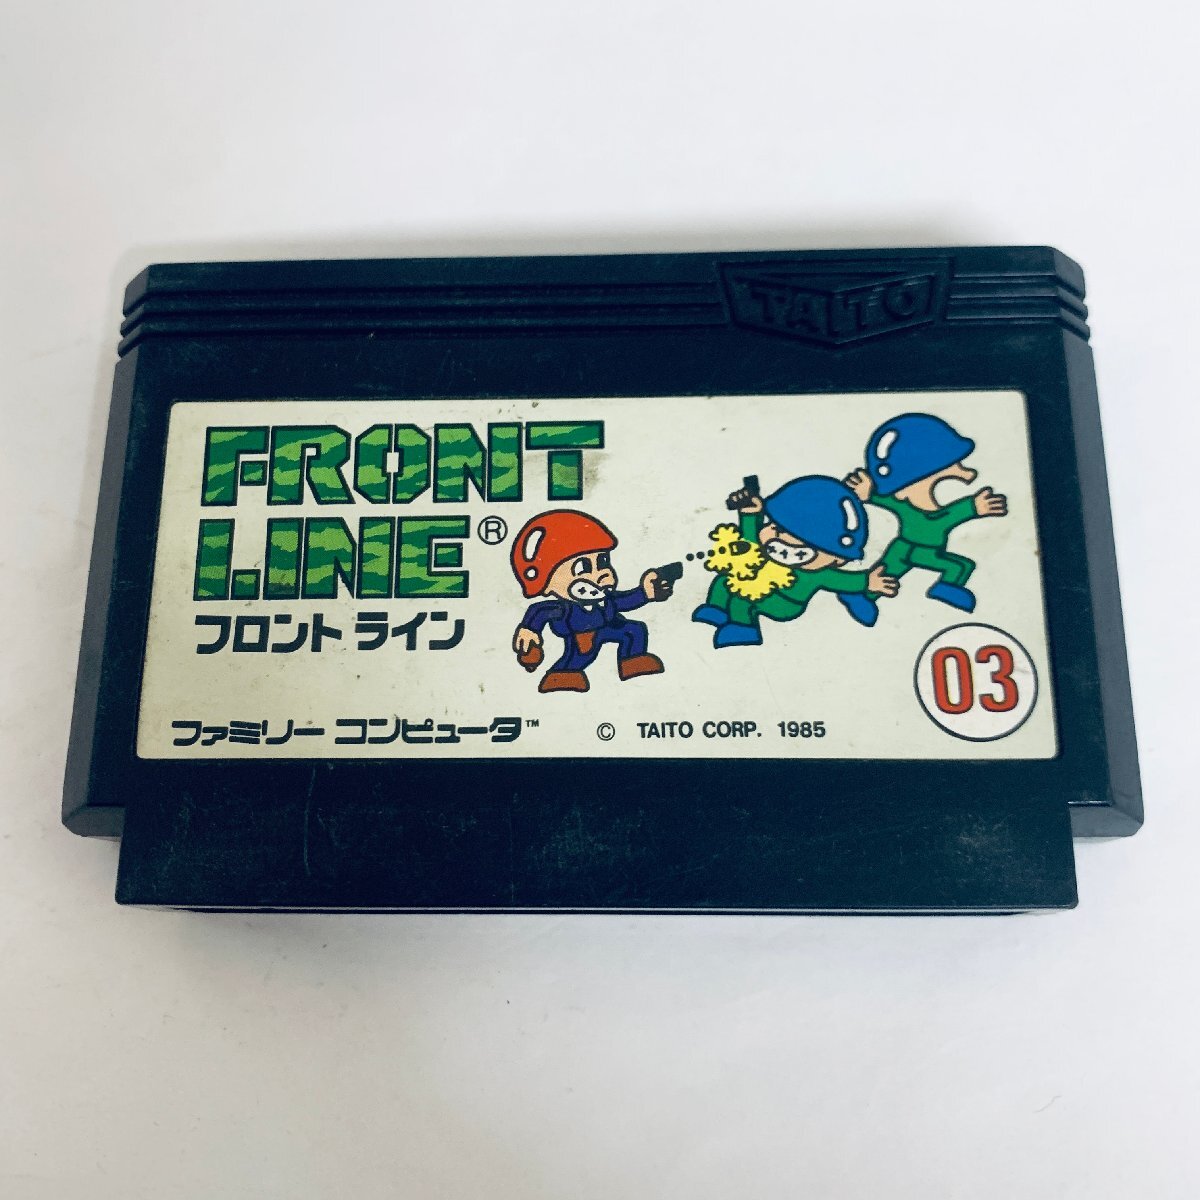 TAITO
FRONT
LINE®
フロントライン
03
ファミリーコンピュータ™
© TAITO CORP. 1985